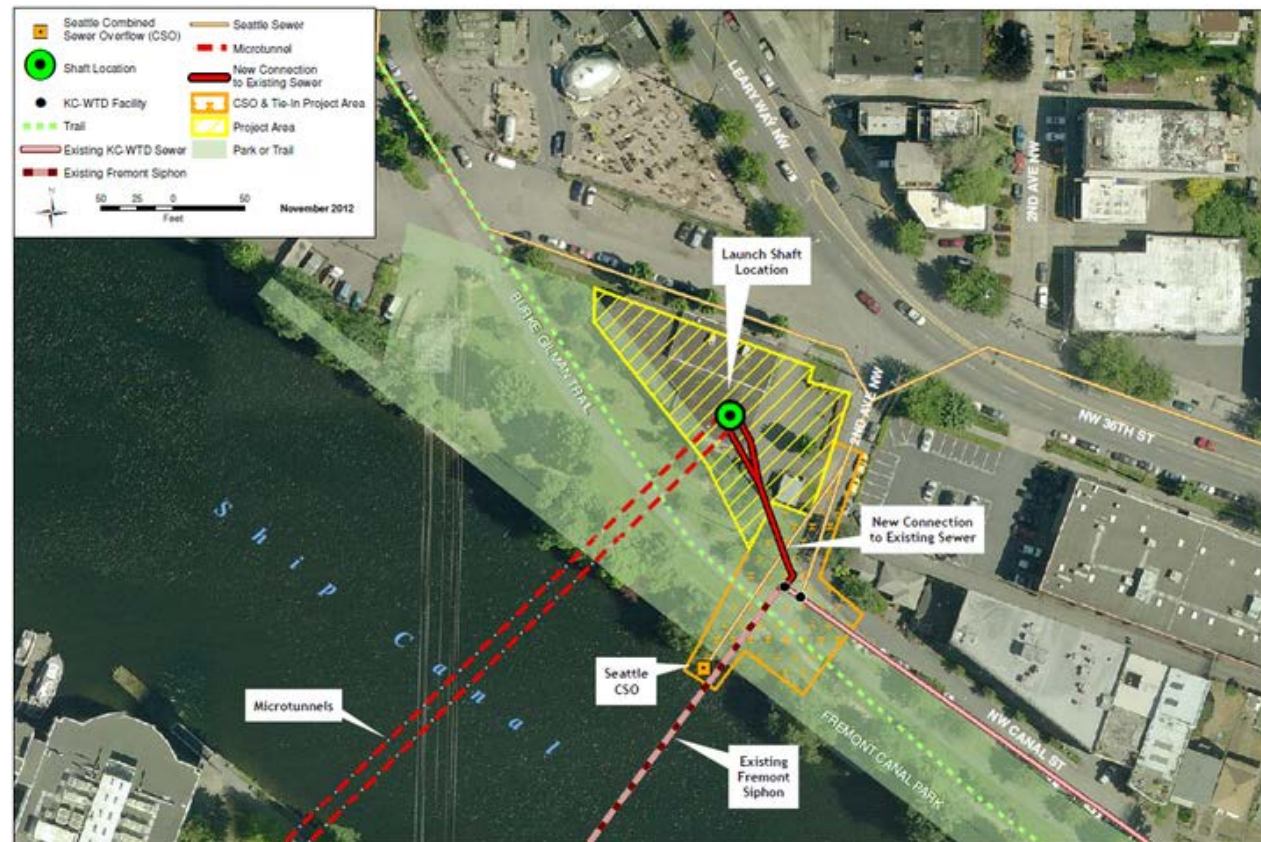 Seattle Combined
Sewer Overflow (CSO)
Shaft Location
KC-WTD Facility
Trail
Existing KC-WTD Sewer
Existing Fremont Siphon
Seattle Sewer
Microtunnel
New Connection
to Existing Sewer
CSO & Tie-In Project Area
Project Area
Park or Trail
N
50 25 0 50
Feet
November 2012
LEARY WAY NW
2ND AVE NW
Launch Shaft
Location
BURKE GILMAN TRAIL
2ND AVE NW
NW 36TH ST
New Connection
to Existing Sewer
Ship Canal
Seattle
CSO
Microtunnels
Existing
Fremont
Siphon
NW CANAL ST
FREMONT CANAL PARK